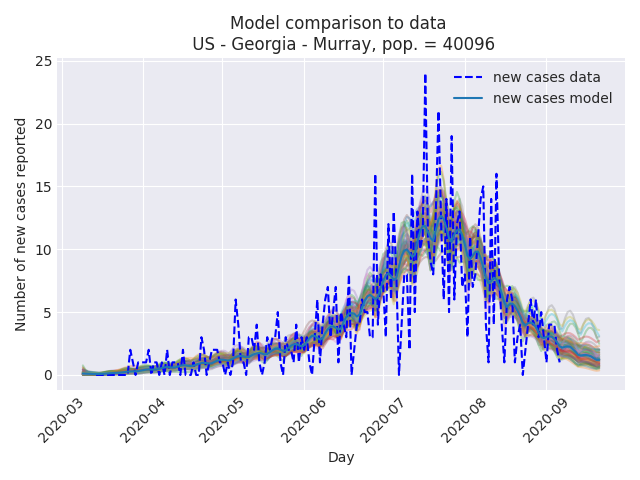 Model comparison to data
US - Georgia - Murray, pop. = 40096
new cases data
new cases model
Number of new cases reported
25
20
15
10
5
0
2020-03
2020-04
2020-05
2020-06
2020-07
2020-08
2020-09
Day